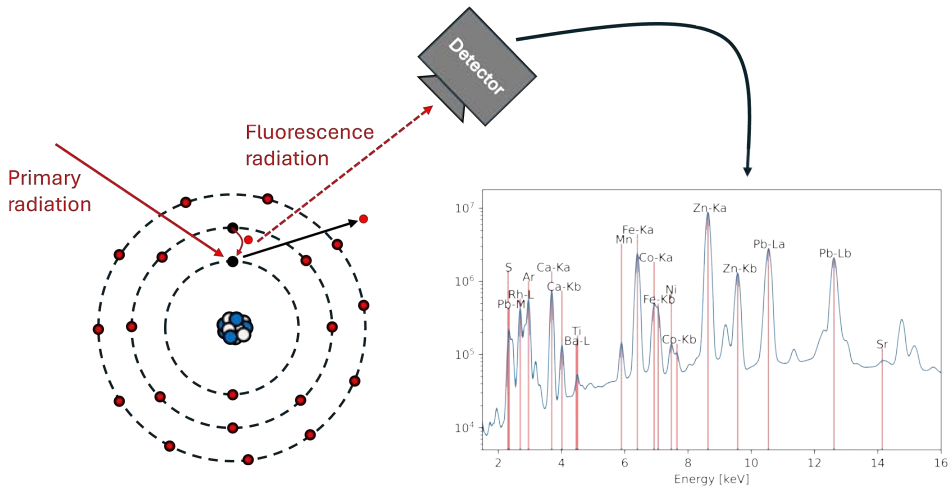 Detector
Fluorescence
radiation
Primary
radiation
10⁷
10⁶
10⁵
10⁴
S
Pb-M
Rh-L
Ar
Ca-Ka
Ca-Kb
Ti
Ba-L
Mn
Fe-Ka
Co-Ka
Fe-Kb
Ni
Co-Kb
Zn-Ka
Zn-Kb
Pb-La
Pb-Lb
Sr
2 4 6 8 10 12 14 16
Energy [keV]